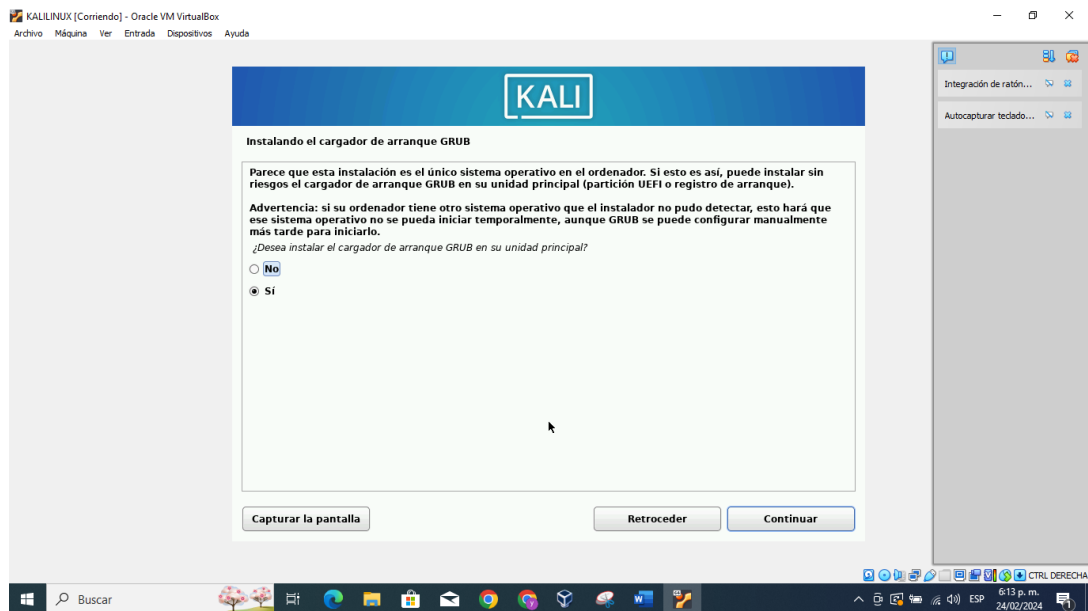 KALILINUX [Corriendo] - Oracle VM VirtualBox
Archivo Máquina Ver Entrada Dispositivos Ayuda
Integración de ratón...
Autocapturar teclado...
KALI
Instalando el cargador de arranque GRUB
Parece que esta instalación es el único sistema operativo en el ordenador. Si esto es así, puede instalar sin
riesgos el cargador de arranque GRUB en su unidad principal (partición UEFI o registro de arranque).
Advertencia: si su ordenador tiene otro sistema operativo que el instalador no pudo detectar, esto hará que
ese sistema operativo no se pueda iniciar temporalmente, aunque GRUB se puede configurar manualmente
más tarde para iniciarlo.
¿Desea instalar el cargador de arranque GRUB en su unidad principal?
No
Sí
Capturar la pantalla
Retroceder
Continuar
CTRL DERECHA
Buscar
ESP
6:13 p. m.
24/02/2024